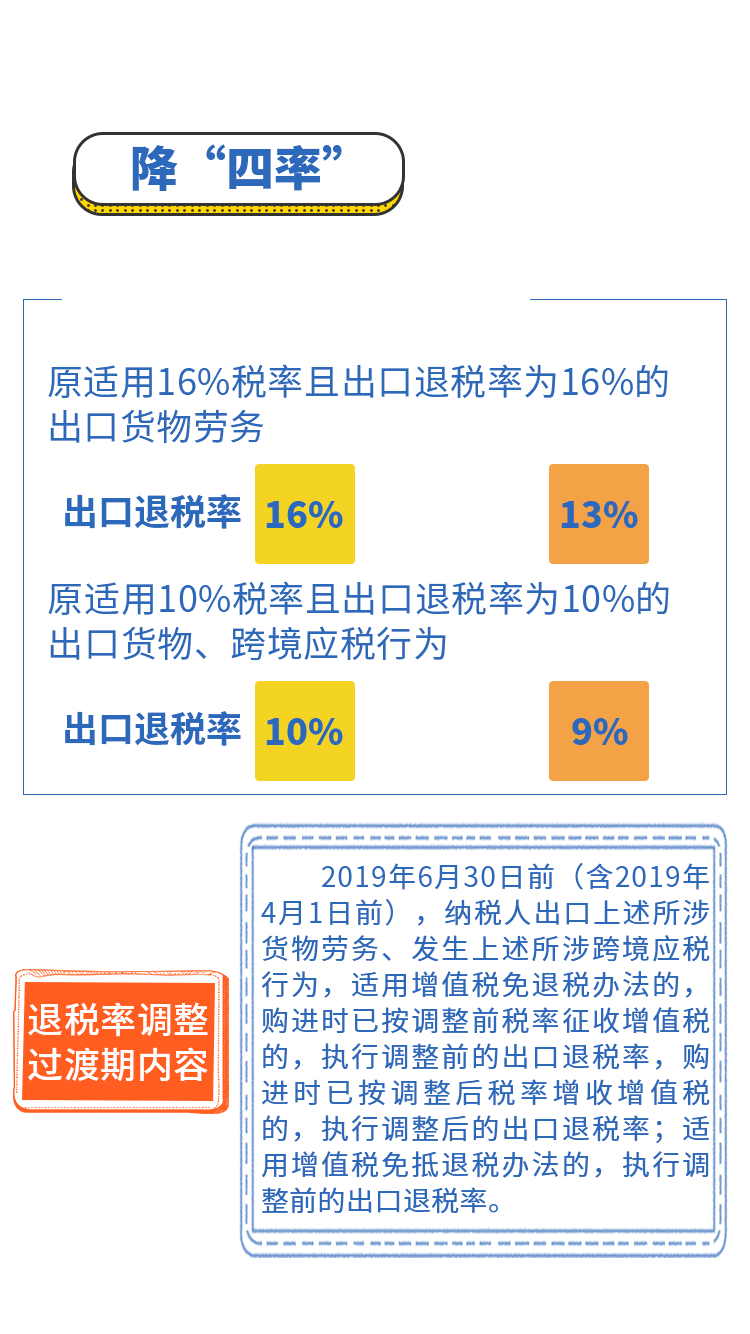 降“四率”
原适用16%税率且出口退税率为16%的
出口货物劳务
出口退税率 16% 13%
原适用10%税率且出口退税率为10%的
出口货物、跨境应税行为
出口退税率 10% 9%
2019年6月30日前（含2019年
4月1日前），纳税人出口上述所涉
货物劳务、发生上述所涉跨境应税
行为，适用增值税免退税办法的，
购进时已按调整前税率征收增值税
的，执行调整前的出口退税率，购
进时已按调整后税率增收增值税
的，执行调整后的出口退税率；适
用增值税免抵退税办法的，执行调
整前的出口退税率。
退税率调整
过渡期内容